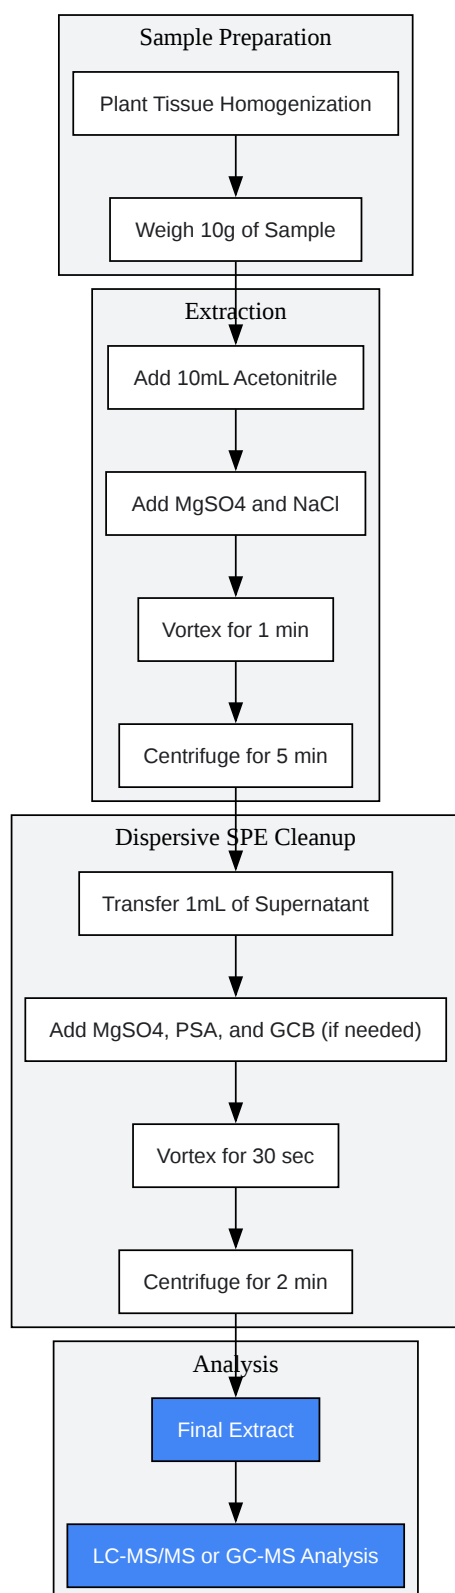 Sample Preparation
Plant Tissue Homogenization
Weigh 10g of Sample
Extraction
Add 10mL Acetonitrile
Add MgSO4 and NaCl
Vortex for 1 min
Centrifuge for 5 min
Dispersive SPE Cleanup
Transfer 1mL of Supernatant
Add MgSO4, PSA, and GCB (if needed)
Vortex for 30 sec
Centrifuge for 2 min
Analysis
Final Extract
LC-MS/MS or GC-MS Analysis